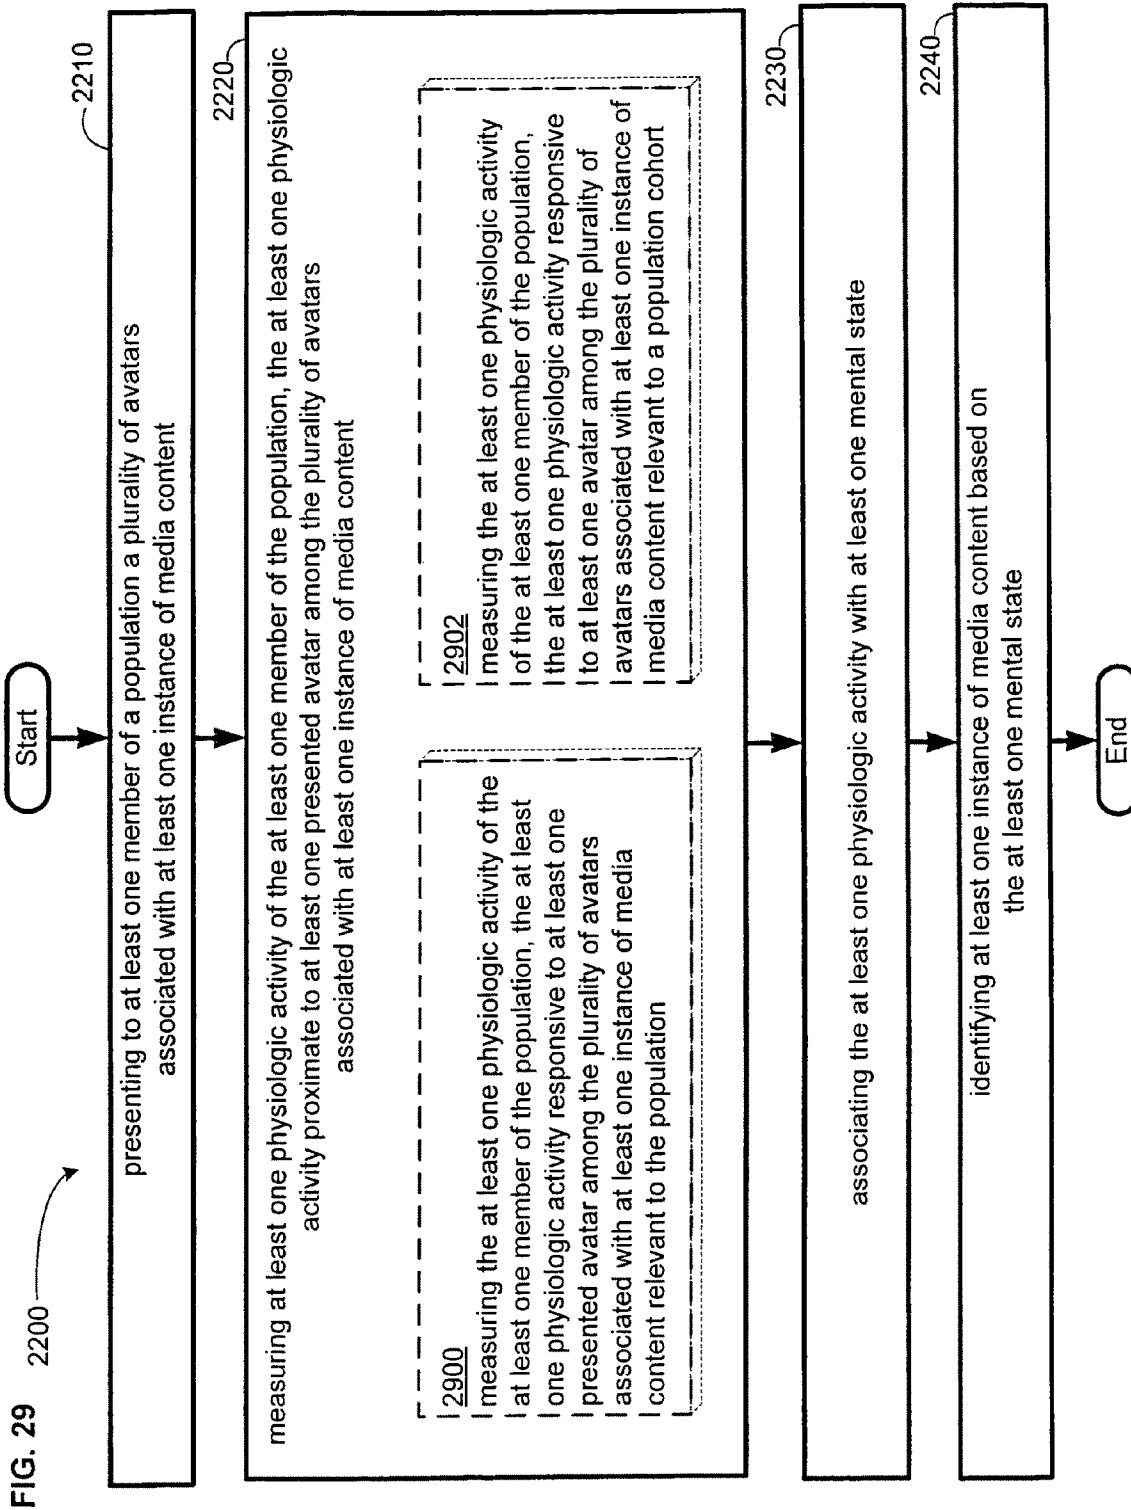 FIG. 29
2200
Start
2210
presenting to at least one member of a population a plurality of avatars
associated with at least one instance of media content
2220
measuring at least one physiologic activity of the at least one member of the population, the at least one physiologic
activity proximate to at least one presented avatar among the plurality of avatars
associated with at least one instance of media content
2900
measuring the at least one physiologic activity of the
at least one member of the population, the at least
one physiologic activity responsive to at least one
presented avatar among the plurality of avatars
associated with at least one instance of media
content relevant to the population
2902
measuring the at least one physiologic activity
of the at least one member of the population,
the at least one physiologic activity responsive
to at least one avatar among the plurality of
avatars associated with at least one instance of
media content relevant to a population cohort
2230
associating the at least one physiologic activity with at least one mental state
2240
identifying at least one instance of media content based on
the at least one mental state
End